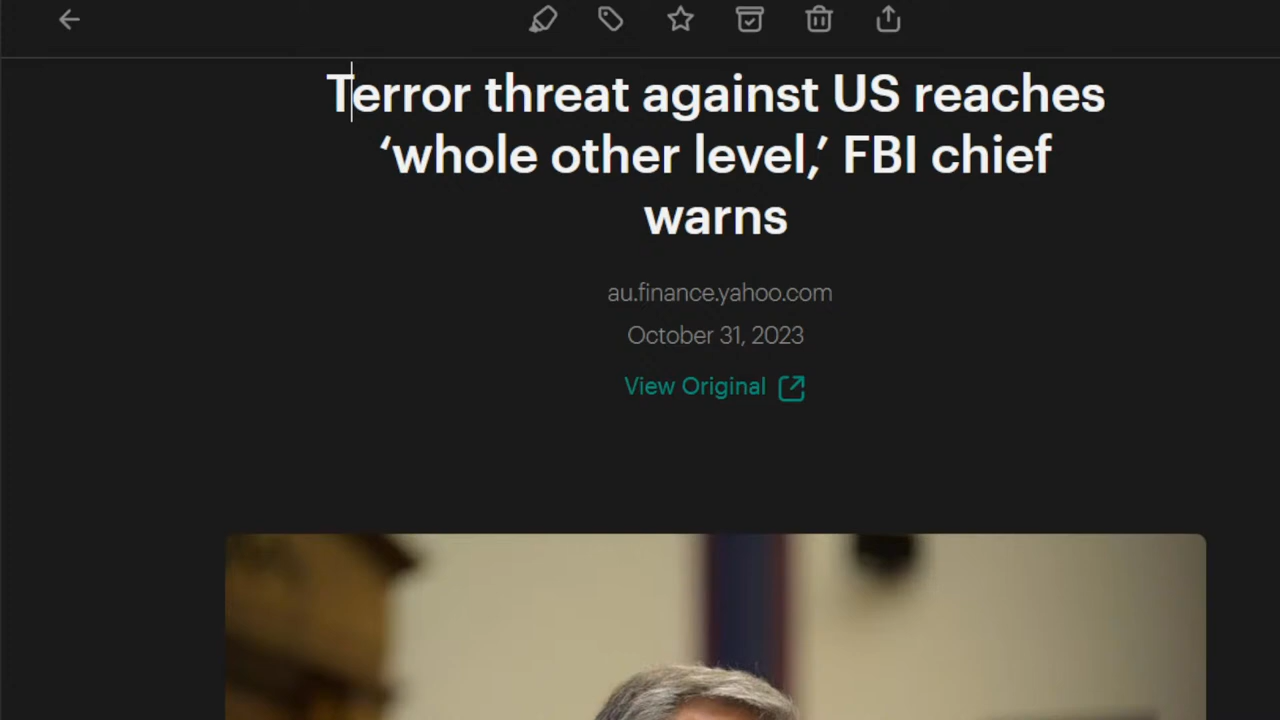 Terror threat against US reaches
‘whole other level,’ FBI chief
warns
au.finance.yahoo.com
October 31, 2023
View Original